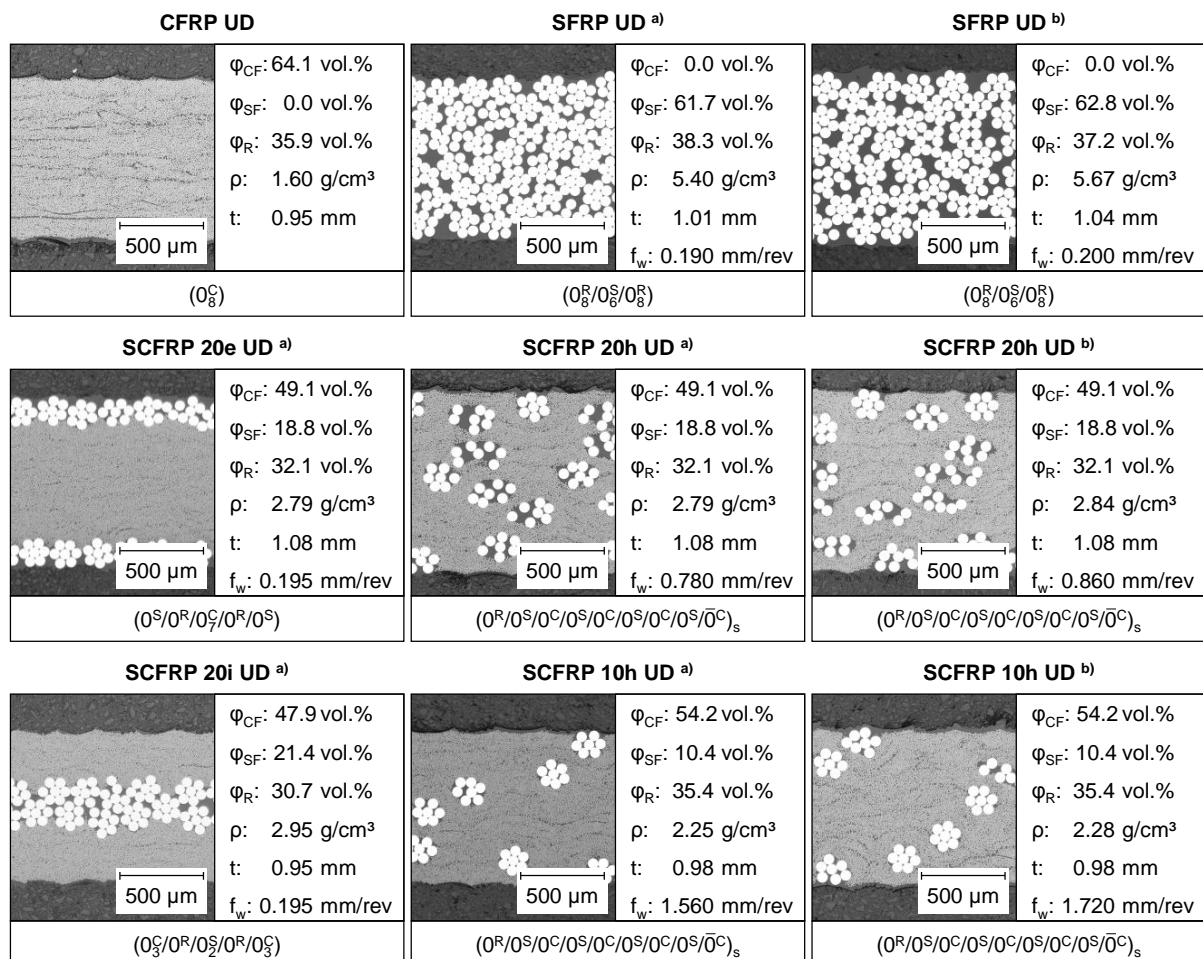 CFRP UD
φCF: 64.1 vol.%
φSF: 0.0 vol.%
φR: 35.9 vol.%
ρ: 1.60 g/cm³
t: 0.95 mm
500 µm
(0₈ᶜ)
SFRP UD a)
φCF: 0.0 vol.%
φSF: 61.7 vol.%
φR: 38.3 vol.%
ρ: 5.40 g/cm³
t: 1.01 mm
fw: 0.190 mm/rev
500 µm
(0₈ᴿ/0₆ˢ/0₈ᴿ)
SFRP UD b)
φCF: 0.0 vol.%
φSF: 62.8 vol.%
φR: 37.2 vol.%
ρ: 5.67 g/cm³
t: 1.04 mm
fw: 0.200 mm/rev
500 µm
(0₈ᴿ/0₆ˢ/0₈ᴿ)
SCFRP 20e UD a)
φCF: 49.1 vol.%
φSF: 18.8 vol.%
φR: 32.1 vol.%
ρ: 2.79 g/cm³
t: 1.08 mm
fw: 0.195 mm/rev
500 µm
(0ˢ/0ᴿ/0₇ᶜ/0ᴿ/0ˢ)
SCFRP 20h UD a)
φCF: 49.1 vol.%
φSF: 18.8 vol.%
φR: 32.1 vol.%
ρ: 2.79 g/cm³
t: 1.08 mm
fw: 0.780 mm/rev
500 µm
(0ᴿ/0ˢ/0ᶜ/0ˢ/0ᶜ/0ˢ/0ᶜ/0ˢ/0̅ᶜ)s
SCFRP 20h UD b)
φCF: 49.1 vol.%
φSF: 18.8 vol.%
φR: 32.1 vol.%
ρ: 2.84 g/cm³
t: 1.08 mm
fw: 0.860 mm/rev
500 µm
(0ᴿ/0ˢ/0ᶜ/0ˢ/0ᶜ/0ˢ/0ᶜ/0ˢ/0̅ᶜ)s
SCFRP 20i UD a)
φCF: 47.9 vol.%
φSF: 21.4 vol.%
φR: 30.7 vol.%
ρ: 2.95 g/cm³
t: 0.95 mm
fw: 0.195 mm/rev
500 µm
(0₃ᶜ/0ᴿ/0₂ˢ/0ᴿ/0₃ᶜ)
SCFRP 10h UD a)
φCF: 54.2 vol.%
φSF: 10.4 vol.%
φR: 35.4 vol.%
ρ: 2.25 g/cm³
t: 0.98 mm
fw: 1.560 mm/rev
500 µm
(0ᴿ/0ˢ/0ᶜ/0ˢ/0ᶜ/0ˢ/0ᶜ/0ˢ/0̅ᶜ)s
SCFRP 10h UD b)
φCF: 54.2 vol.%
φSF: 10.4 vol.%
φR: 35.4 vol.%
ρ: 2.28 g/cm³
t: 0.98 mm
fw: 1.720 mm/rev
500 µm
(0ᴿ/0ˢ/0ᶜ/0ˢ/0ᶜ/0ˢ/0ᶜ/0ˢ/0̅ᶜ)s